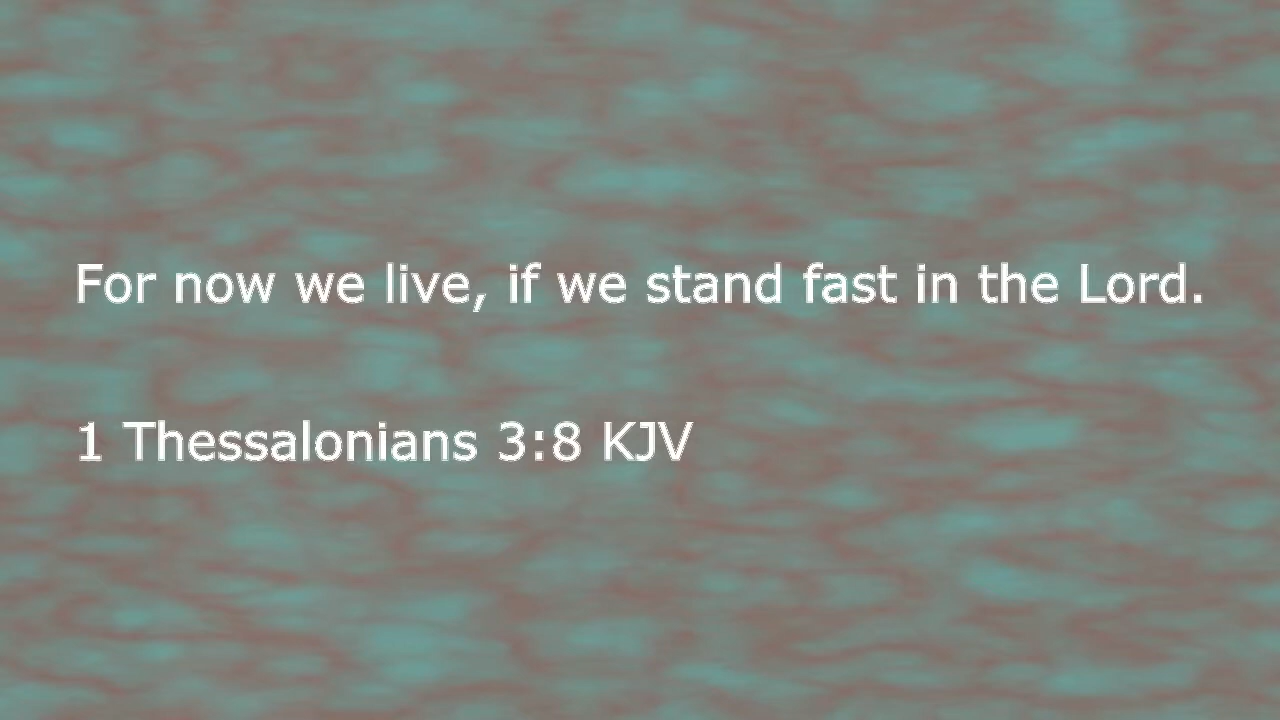 For now we live, if we stand fast in the Lord.
1 Thessalonians 3:8 KJV